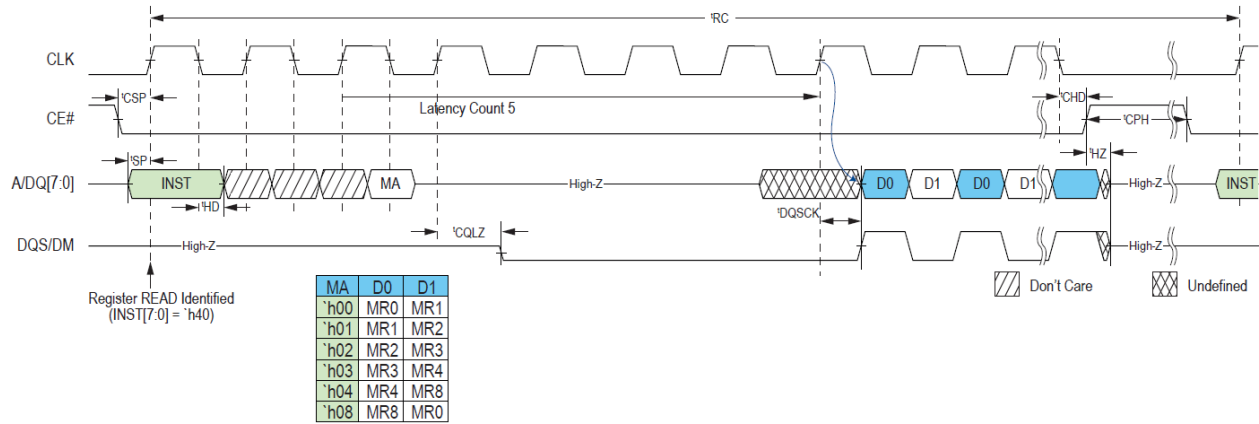 tRC
CLK
tCSP
Latency Count 5
tCHD
CE#
tCPH
tSP
tHZ
A/DQ[7:0] INST MA High-Z D0 D1 D0 D1 High-Z INST
tHD
tDQSCK
tCQLZ
DQS/DM High-Z High-Z
Register READ Identified
(INST[7:0] = `h40)
Don't Care Undefined
MA D0 D1
`h00 MR0 MR1
`h01 MR1 MR2
`h02 MR2 MR3
`h03 MR3 MR4
`h04 MR4 MR8
`h08 MR8 MR0